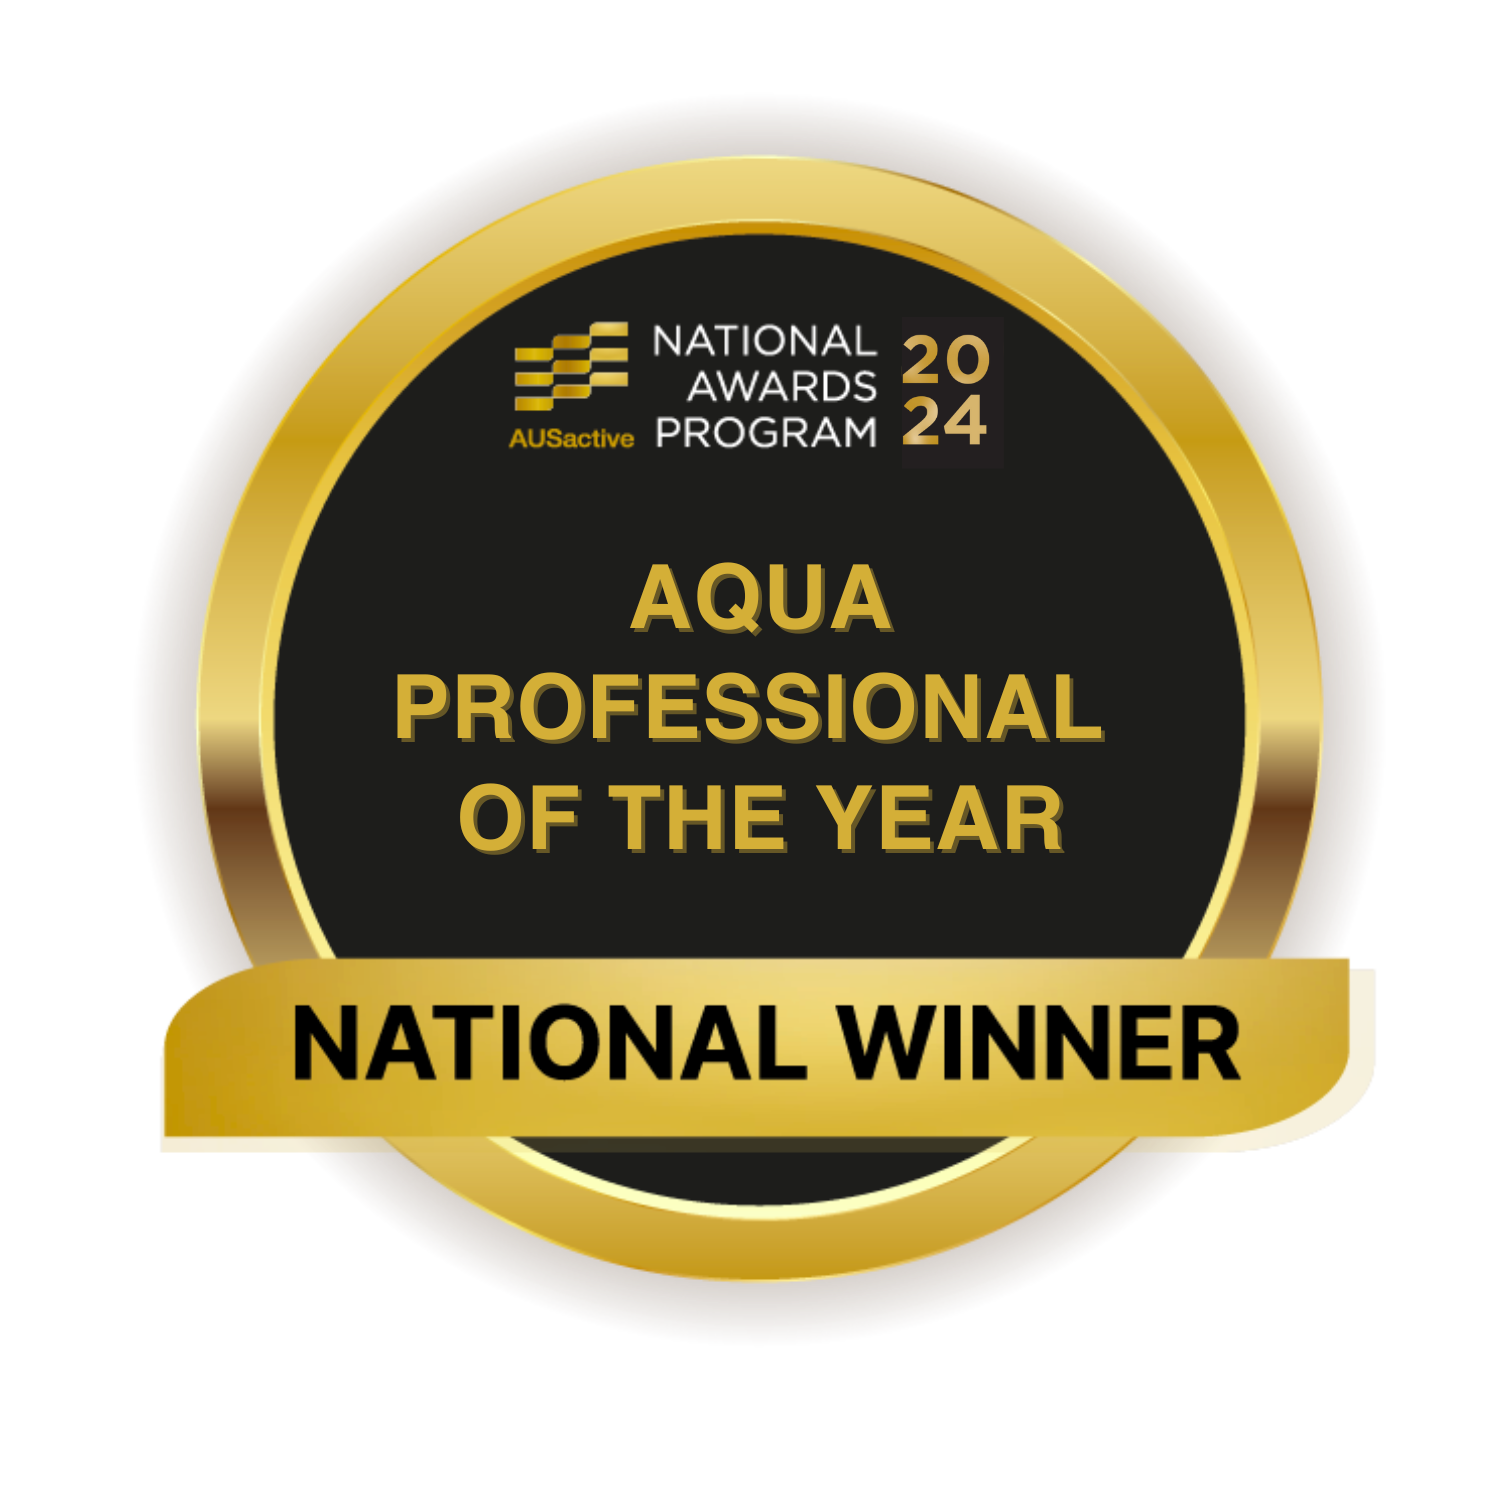 NATIONAL
AWARDS
PROGRAM
AUSactive
20
24
AQUA
PROFESSIONAL
OF THE YEAR
NATIONAL WINNER